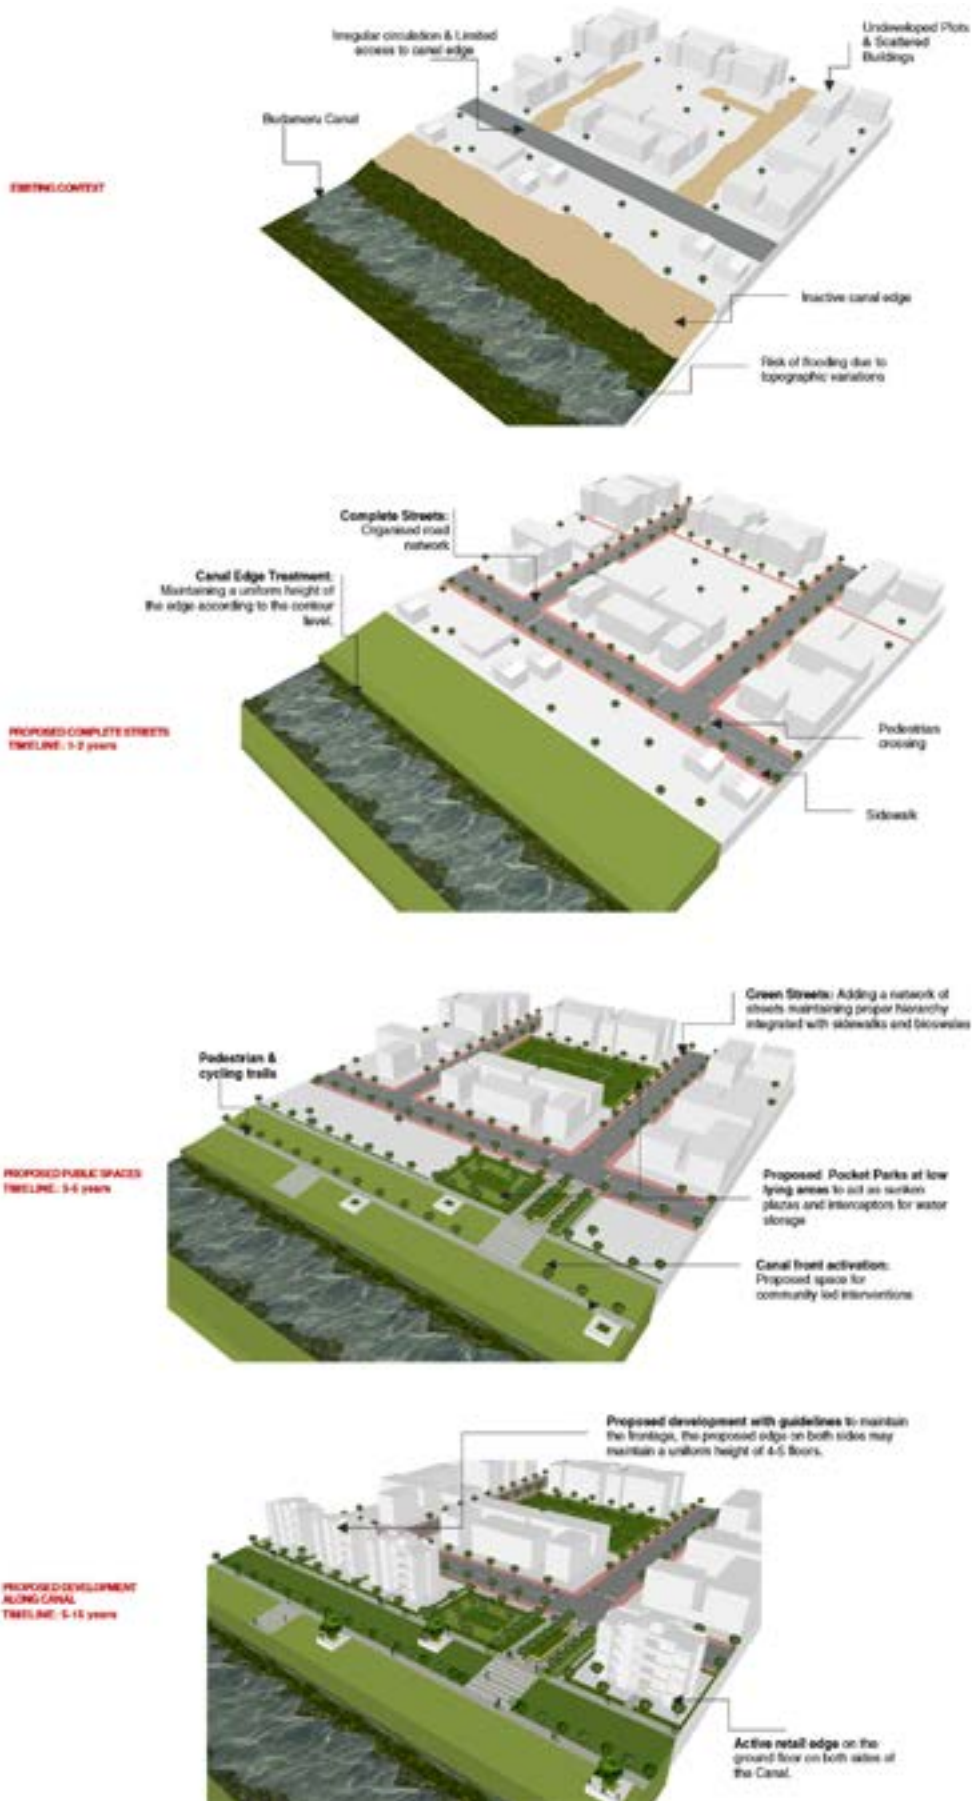 Irregular circulation & Limited
access to canal edge
Undeveloped Plots
& Scattered
Buildings
Budameru Canal
EXISTING CONTEXT
Inactive canal edge
Risk of flooding due to
topographic variations
Complete Streets:
Organised road
network
Canal Edge Treatment:
Maintaining a uniform height of
the edge according to the contour
level.
PROPOSED COMPLETE STREETS
TIMELINE: 1-2 years
Pedestrian
crossing
Sidewalk
Green Streets: Adding a network of
streets maintaining proper hierarchy
integrated with sidewalks and bioswales
Pedestrian &
cycling trails
PROPOSED PUBLIC SPACES
TIMELINE: years
Proposed Pocket Parks at low
lying areas to act as sunken
plazas and interceptors for water
storage
Canal front activation:
Proposed space for
community led interventions
Proposed development with guidelines to maintain
the frontage, the proposed edge on both sides may
maintain a uniform height of 4-5 floors.
PROPOSED DEVELOPMENT
ALONG CANAL
TIMELINE: 5-15 years
Active retail edge on the
ground floor on both sides of
the Canal.